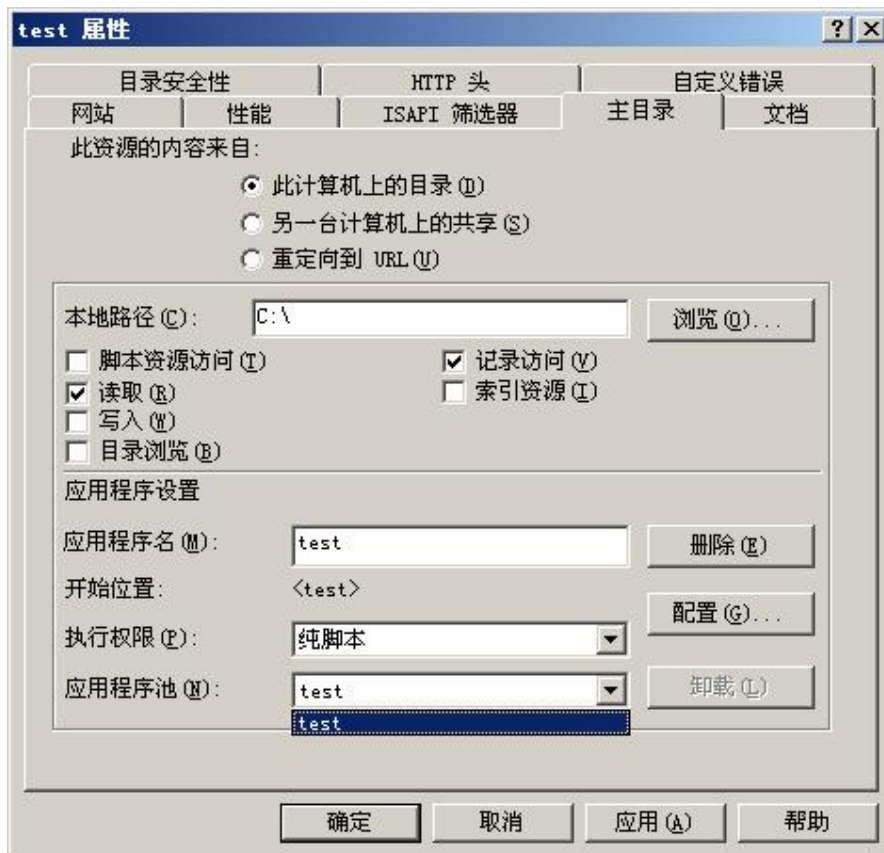 test 属性
目录安全性 HTTP 头 自定义错误
网站 性能 ISAPI 筛选器 主目录 文档
此资源的内容来自:
此计算机上的目录(D)
另一台计算机上的共享(S)
重定向到 URL(U)
本地路径(C): C:\ 浏览(O)...
脚本资源访问(T) 记录访问(V)
读取(R) 索引资源(I)
写入(W)
目录浏览(B)
应用程序设置
应用程序名(M): test 删除(E)
开始位置: <test>
配置(G)...
执行权限(P): 纯脚本
应用程序池(N): test 卸载(L)
test
确定 取消 应用(A) 帮助